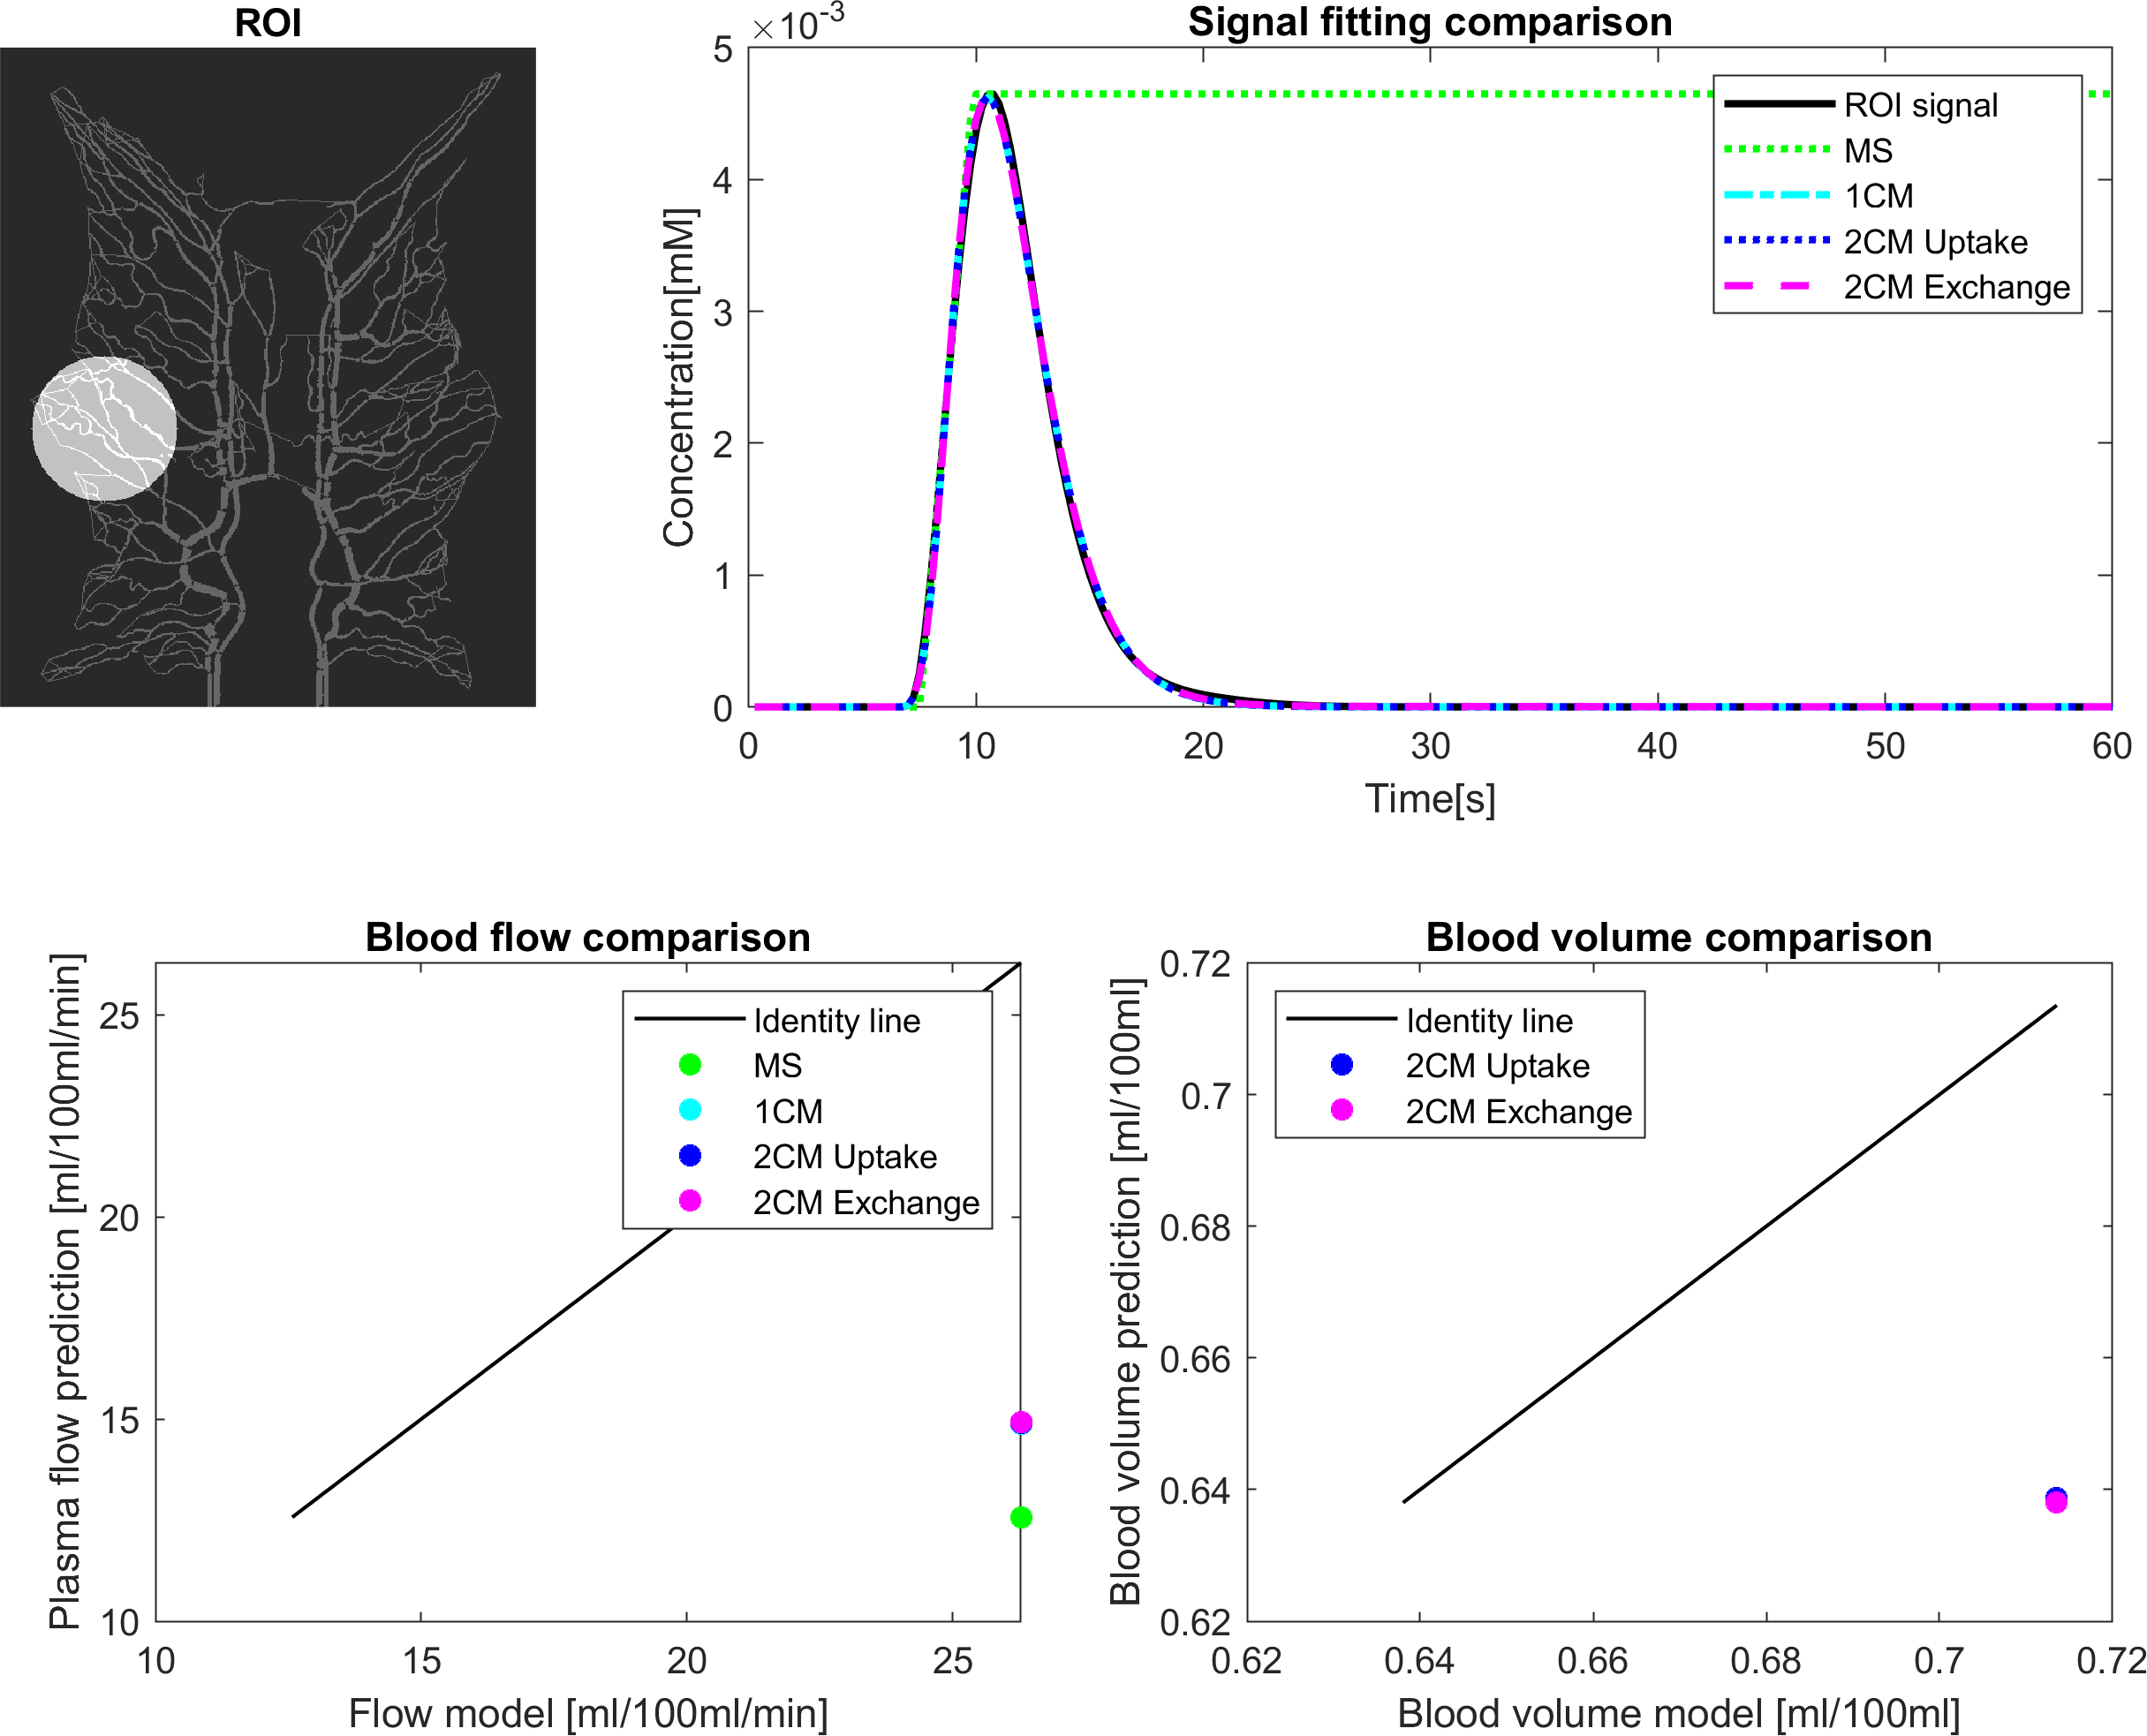 ROI
Signal fitting comparison
×10-3
5
4
3
2
1
0
Concentration[mM]
0 10 20 30 40 50 60
Time[s]
ROI signal
MS
1CM
2CM Uptake
2CM Exchange
Blood flow comparison
25
20
15
10
Plasma flow prediction [ml/100ml/min]
10 15 20 25
Flow model [ml/100ml/min]
Identity line
MS
1CM
2CM Uptake
2CM Exchange
Blood volume comparison
0.72
0.7
0.68
0.66
0.64
0.62
Blood volume prediction [ml/100ml]
0.62 0.64 0.66 0.68 0.7 0.72
Blood volume model [ml/100ml]
Identity line
2CM Uptake
2CM Exchange